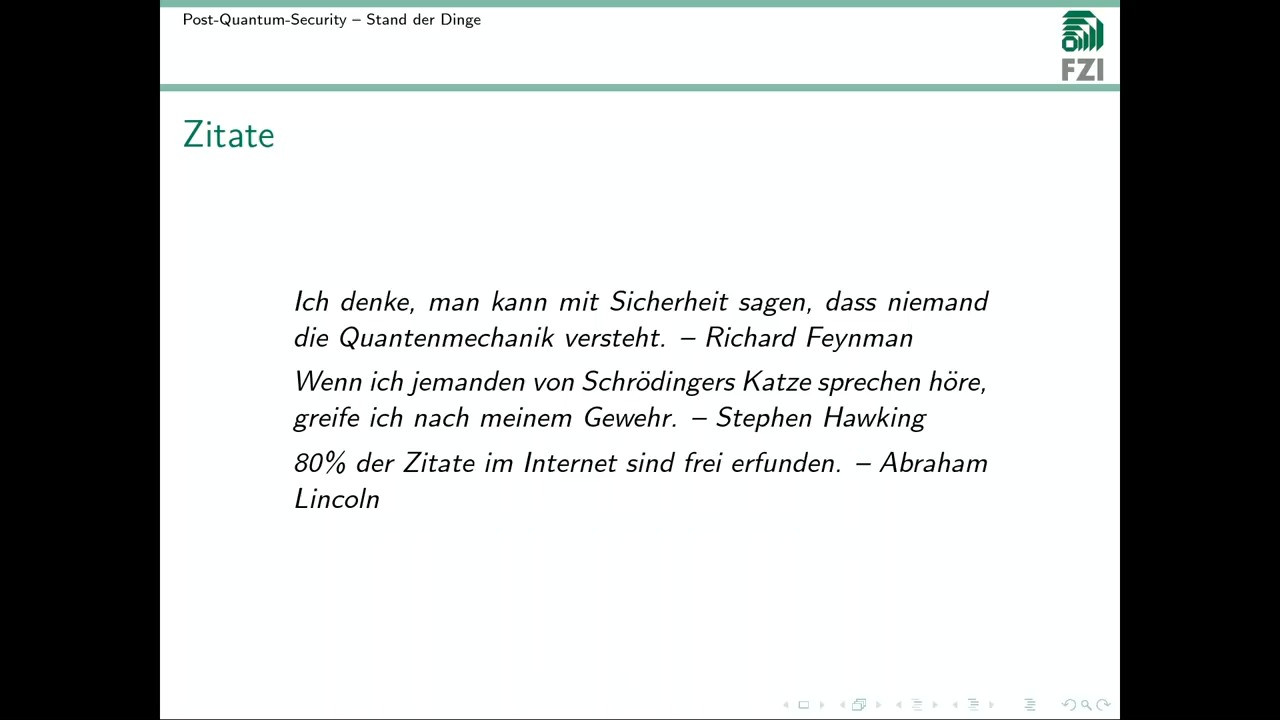 Post-Quantum-Security – Stand der Dinge
FZI
Zitate
Ich denke, man kann mit Sicherheit sagen, dass niemand
die Quantenmechanik versteht. – Richard Feynman
Wenn ich jemanden von Schrödingers Katze sprechen höre,
greife ich nach meinem Gewehr. – Stephen Hawking
80% der Zitate im Internet sind frei erfunden. – Abraham
Lincoln